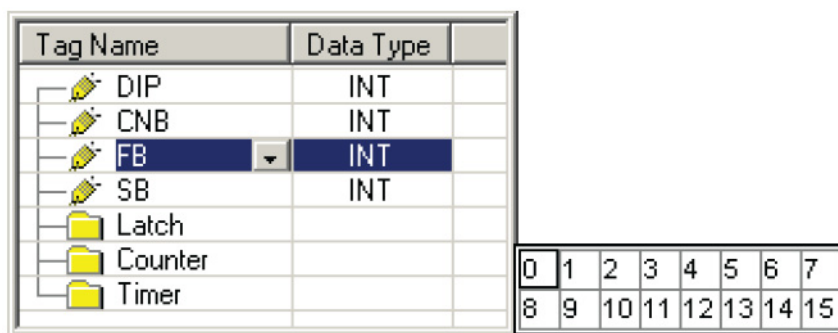 Tag Name Data Type
DIP INT
CNB INT
FB INT
SB INT
Latch
Counter
Timer
0 1 2 3 4 5 6 7
8 9 10 11 12 13 14 15